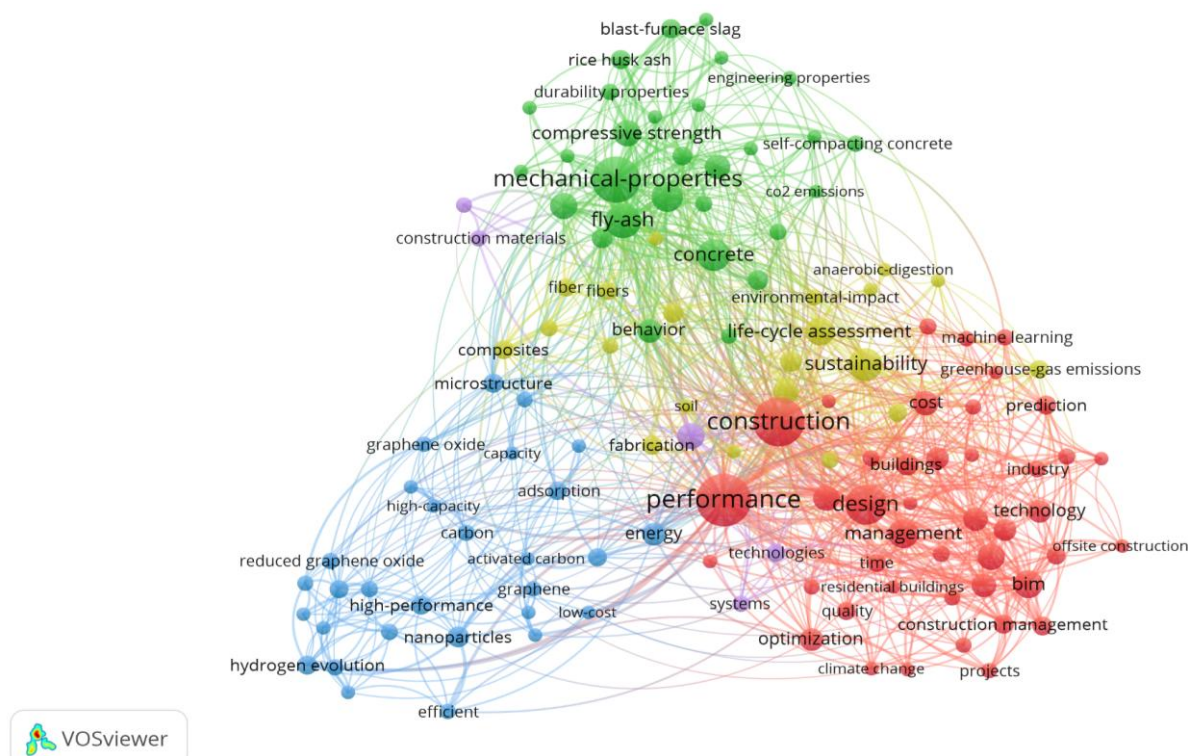 blast-furnace slag
rice husk ash
engineering properties
durability properties
compressive strength
self-compacting concrete
mechanical-properties
co2 emissions
fly-ash
construction materials
concrete
anaerobic-digestion
fiber
fibers
environmental-impact
behavior
life-cycle assessment
machine learning
composites
sustainability
greenhouse-gas emissions
microstructure
soil
cost
prediction
construction
graphene oxide
capacity
fabrication
buildings
industry
adsorption
high-capacity
performance
design
technology
carbon
energy
management
offsite construction
reduced graphene oxide
activated carbon
technologies
time
graphene
residential buildings
bim
high-performance
low-cost
systems
quality
nanoparticles
optimization
construction management
hydrogen evolution
climate change
projects
efficient
VOSviewer